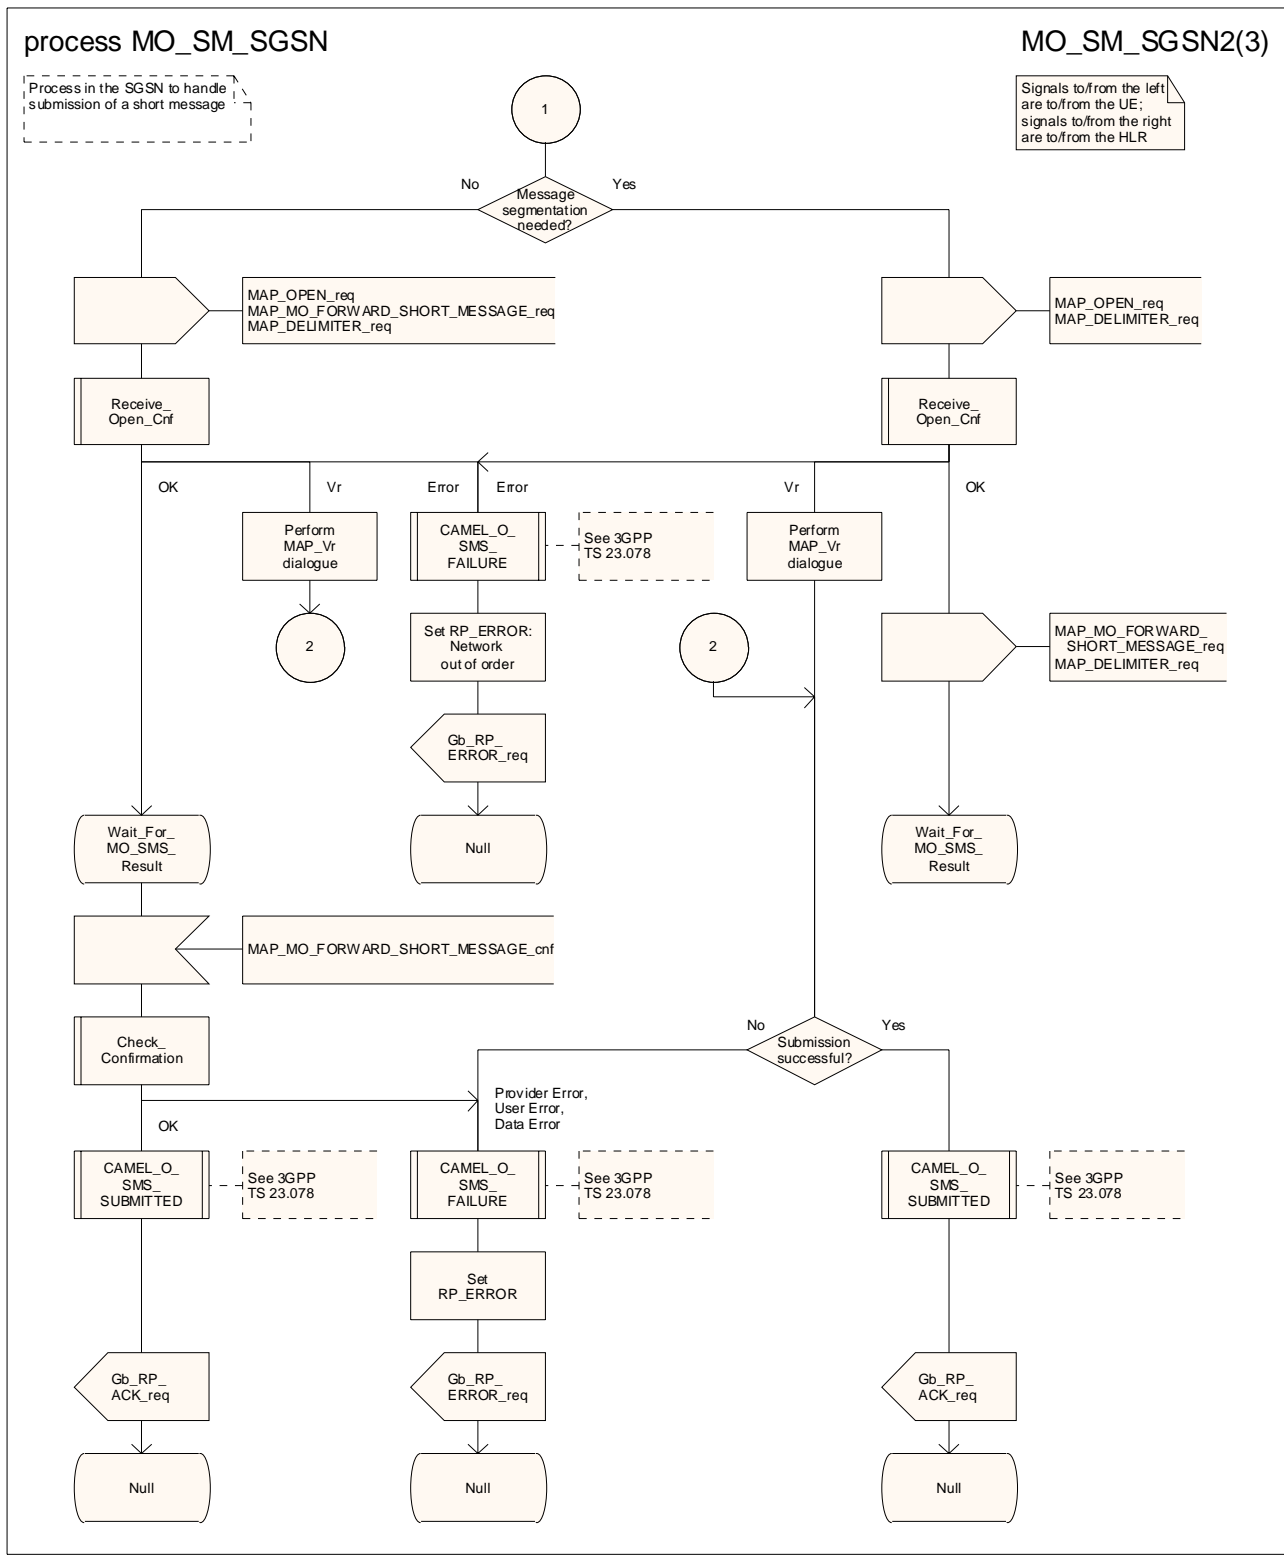 process MO_SM_SGSN
MO_SM_SGSN2(3)
Process in the SGSN to handle
submission of a short message
Signals to/from the left
are to/from the UE;
signals to/from the right
are to/from the HLR
1
No
Yes
Message
segmentation
needed?
MAP_OPEN_req
MAP_MO_FORWARD_SHORT_MESSAGE_req
MAP_DELIMITER_req
MAP_OPEN_req
MAP_DELIMITER_req
Receive_
Open_Cnf
Receive_
Open_Cnf
OK
Vr
Error
Error
Vr
OK
Perform
MAP_Vr
dialogue
CAMEL_O_
SMS_
FAILURE
See 3GPP
TS 23.078
Perform
MAP_Vr
dialogue
2
Set RP_ERROR:
Network
out of order
2
MAP_MO_FORWARD_
SHORT_MESSAGE_req
MAP_DELIMITER_req
Gb_RP_
ERROR_req
Wait_For_
MO_SMS_
Result
Null
Wait_For_
MO_SMS_
Result
MAP_MO_FORWARD_SHORT_MESSAGE_cnf
Check_
Confirmation
No
Yes
Submission
successful?
Provider Error,
User Error,
Data Error
OK
CAMEL_O_
SMS_
SUBMITTED
See 3GPP
TS 23.078
CAMEL_O_
SMS_
FAILURE
See 3GPP
TS 23.078
CAMEL_O_
SMS_
SUBMITTED
See 3GPP
TS 23.078
Set
RP_ERROR
Gb_RP_
ACK_req
Gb_RP_
ERROR_req
Gb_RP_
ACK_req
Null
Null
Null